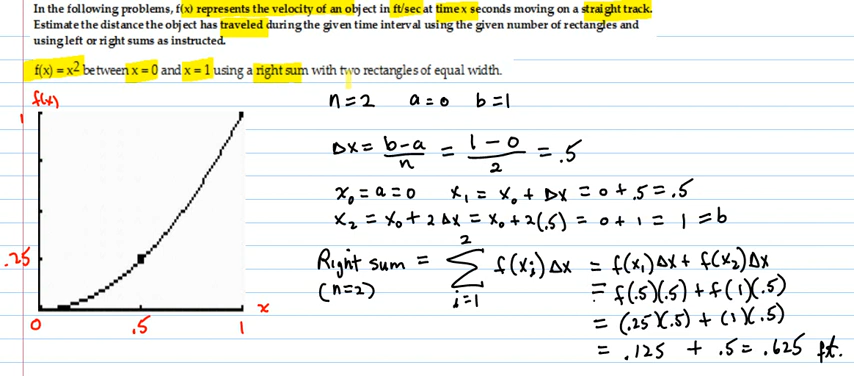 In the following problems, f(x) represents the velocity of an object in ft/sec at time x seconds moving on a straight track.
Estimate the distance the object has traveled during the given time interval using the given number of rectangles and
using left or right sums as instructed.
f(x) = x² between x = 0 and x = 1 using a right sum with two rectangles of equal width.
f(x)
1
.25
0 .5 1 x
n=2 a=0 b=1
Δx = b-a/n = 1-0/2 = .5
x₀ = a = 0 x₁ = x₀ + Δx = 0 + .5 = .5
x₂ = x₀ + 2Δx = x₀ + 2(.5) = 0 + 1 = 1 = b
Right sum = 2 Σ i=1 f(xᵢ)Δx = f(x₁)Δx + f(x₂)Δx
(n=2) = f(.5)(.5) + f(1)(.5)
= (.25)(.5) + (1)(.5)
= .125 + .5 = .625 ft.